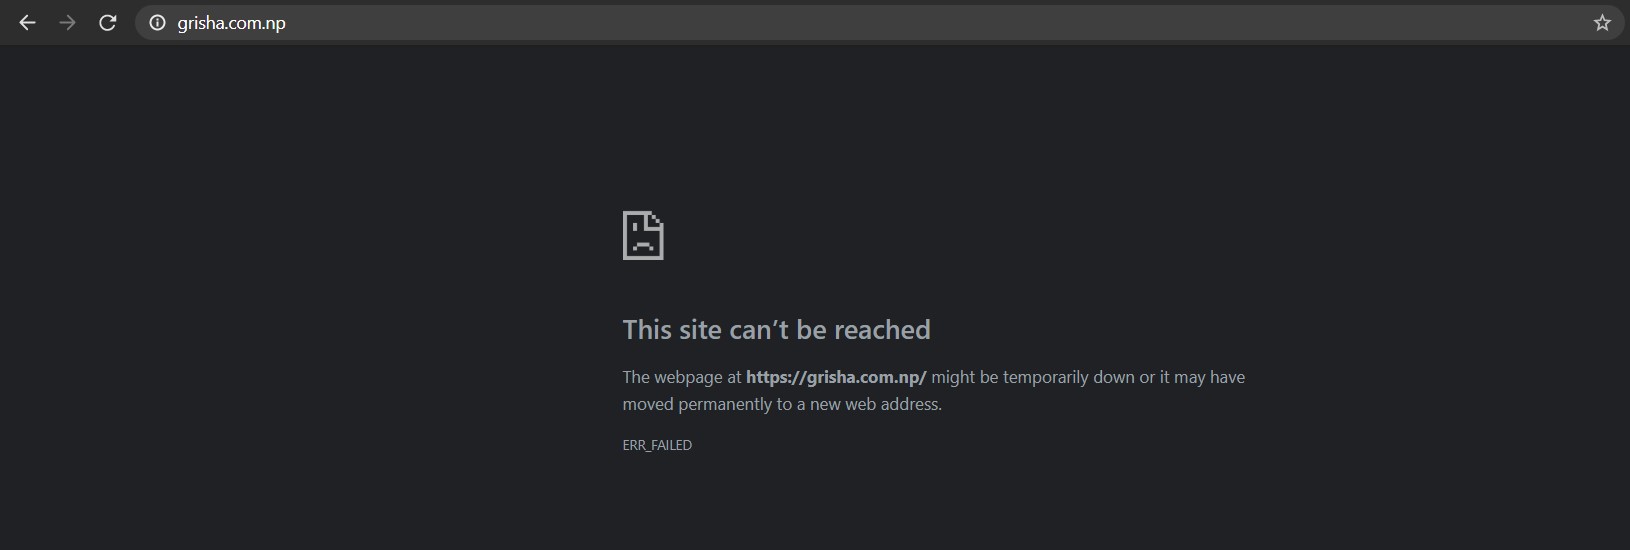 grisha.com.np
This site can’t be reached
The webpage at https://grisha.com.np/ might be temporarily down or it may have
moved permanently to a new web address.
ERR_FAILED